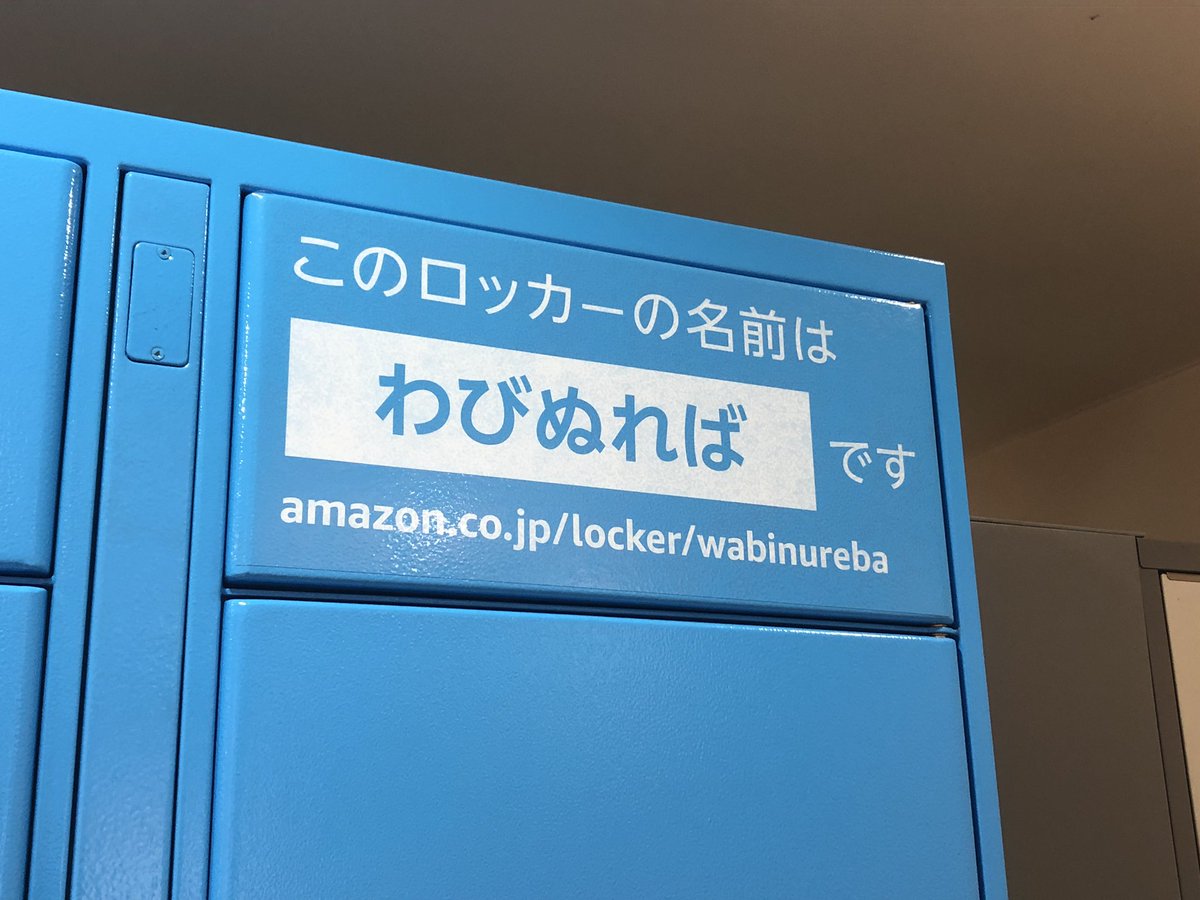 このロッカーの名前は
わびぬれば です
amazon.co.jp/locker/wabinureba